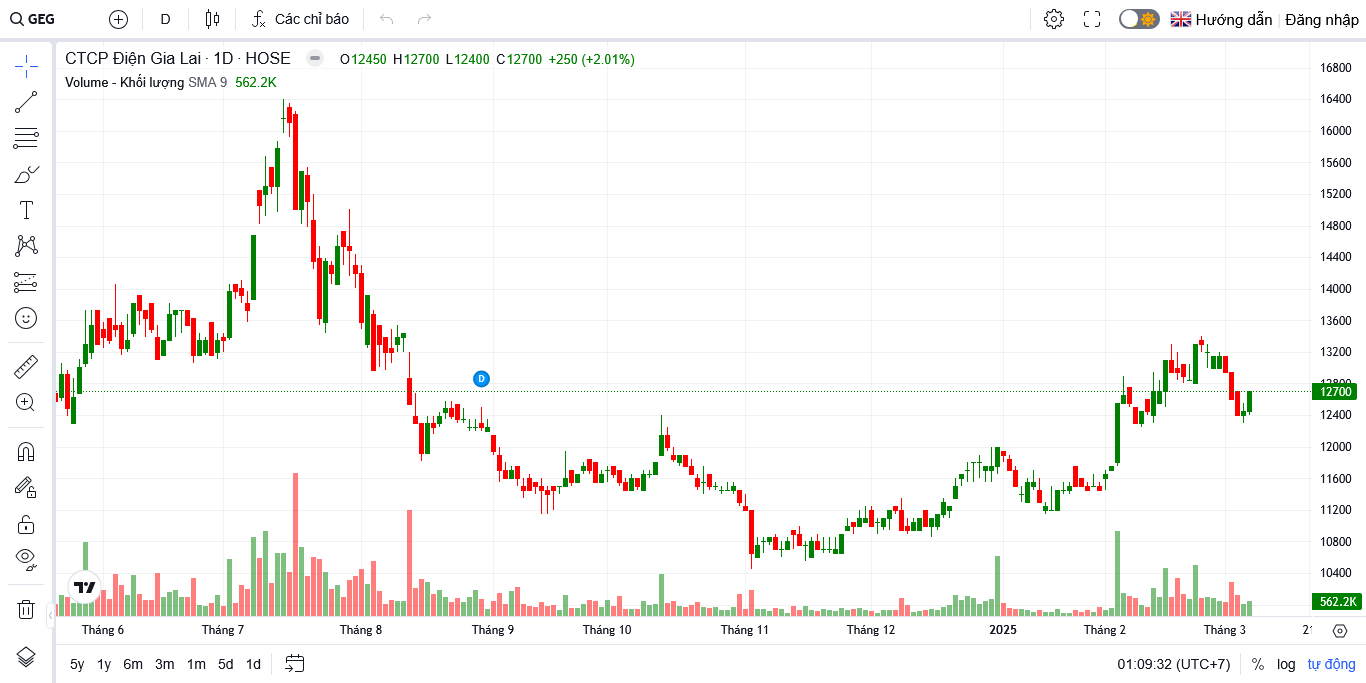 GEG D Các chỉ báo Hướng dẫn Đăng nhập
CTCP Điện Gia Lai · 1D · HOSE O12450 H12700 L12400 C12700 +250 (+2.01%)
Volume - Khối lượng SMA 9 562.2K
16800
16400
16000
15600
15200
14800
14400
14000
13600
13200
12800
12700
12400
12000
11600
11200
10800
10400
562.2K
D
Tháng 6 Tháng 7 Tháng 8 Tháng 9 Tháng 10 Tháng 11 Tháng 12 2025 Tháng 2 Tháng 3
5y 1y 6m 3m 1m 5d 1d 01:09:32 (UTC+7) % log tự động